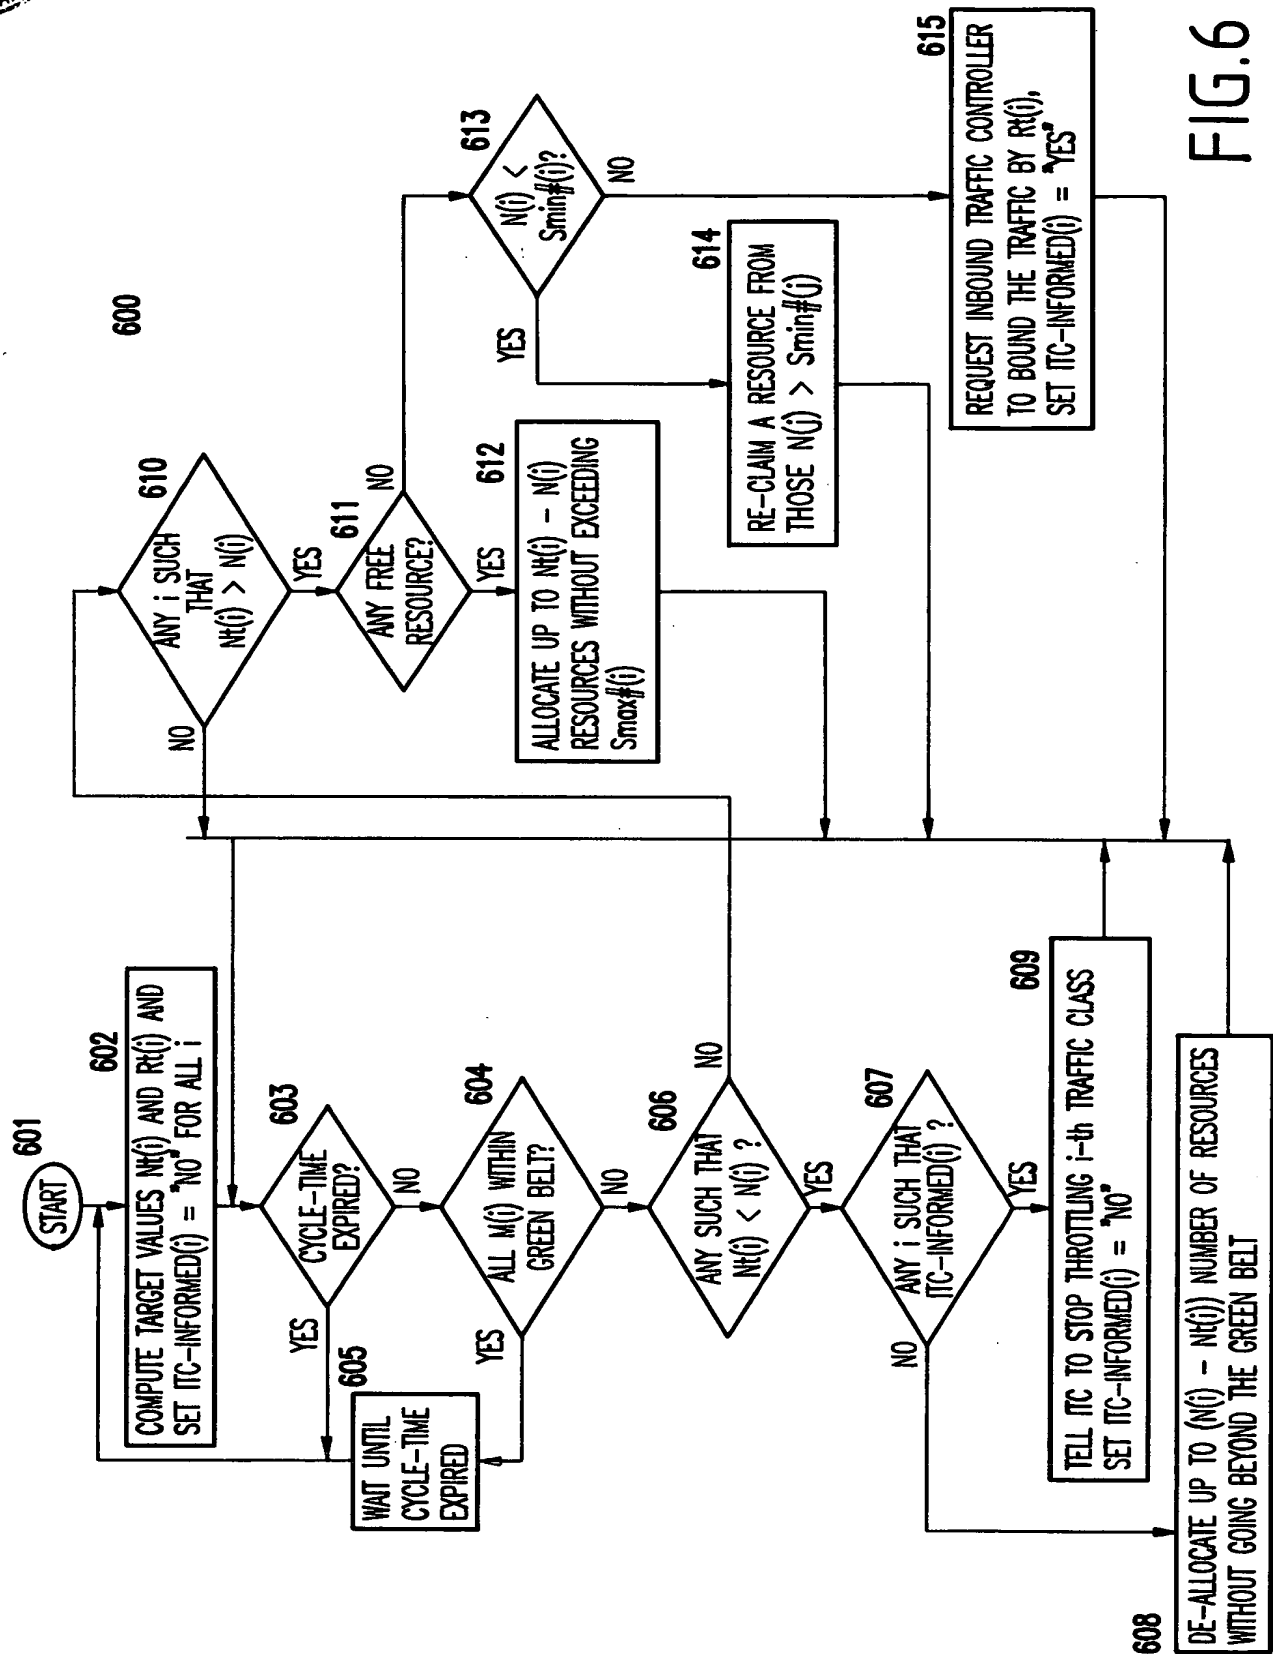 600
601
START
602
COMPUTE TARGET VALUES Nt(i) AND Rt(i) AND
SET ITC-INFORMED(i) = "NO" FOR ALL i
603
CYCLE-TIME
EXPIRED?
YES
NO
604
ALL M(i) WITHIN
GREEN BELT?
YES
NO
605
WAIT UNTIL
CYCLE-TIME
EXPIRED
606
ANY SUCH THAT
Nt(i) < N(i) ?
NO
YES
607
ANY i SUCH THAT
ITC-INFORMED(i) ?
NO
YES
609
TELL ITC TO STOP THROTTLING i-th TRAFFIC CLASS
SET ITC-INFORMED(i) = "NO"
608
DE-ALLOCATE UP TO (N(i) - Nt(i)) NUMBER OF RESOURCES
WITHOUT GOING BEYOND THE GREEN BELT
610
ANY i SUCH
THAT
Nt(i) > N(i)
NO
YES
611
ANY FREE
RESOURCE?
NO
YES
612
ALLOCATE UP TO Nt(i) - N(i)
RESOURCES WITHOUT EXCEEDING
Smax#(i)
613
N(i) <
Smin#(i)?
YES
NO
614
RE-CLAIM A RESOURCE FROM
THOSE N(j) > Smin#(j)
615
REQUEST INBOUND TRAFFIC CONTROLLER
TO BOUND THE TRAFFIC BY Rt(i),
SET ITC-INFORMED(i) = "YES"
FIG.6